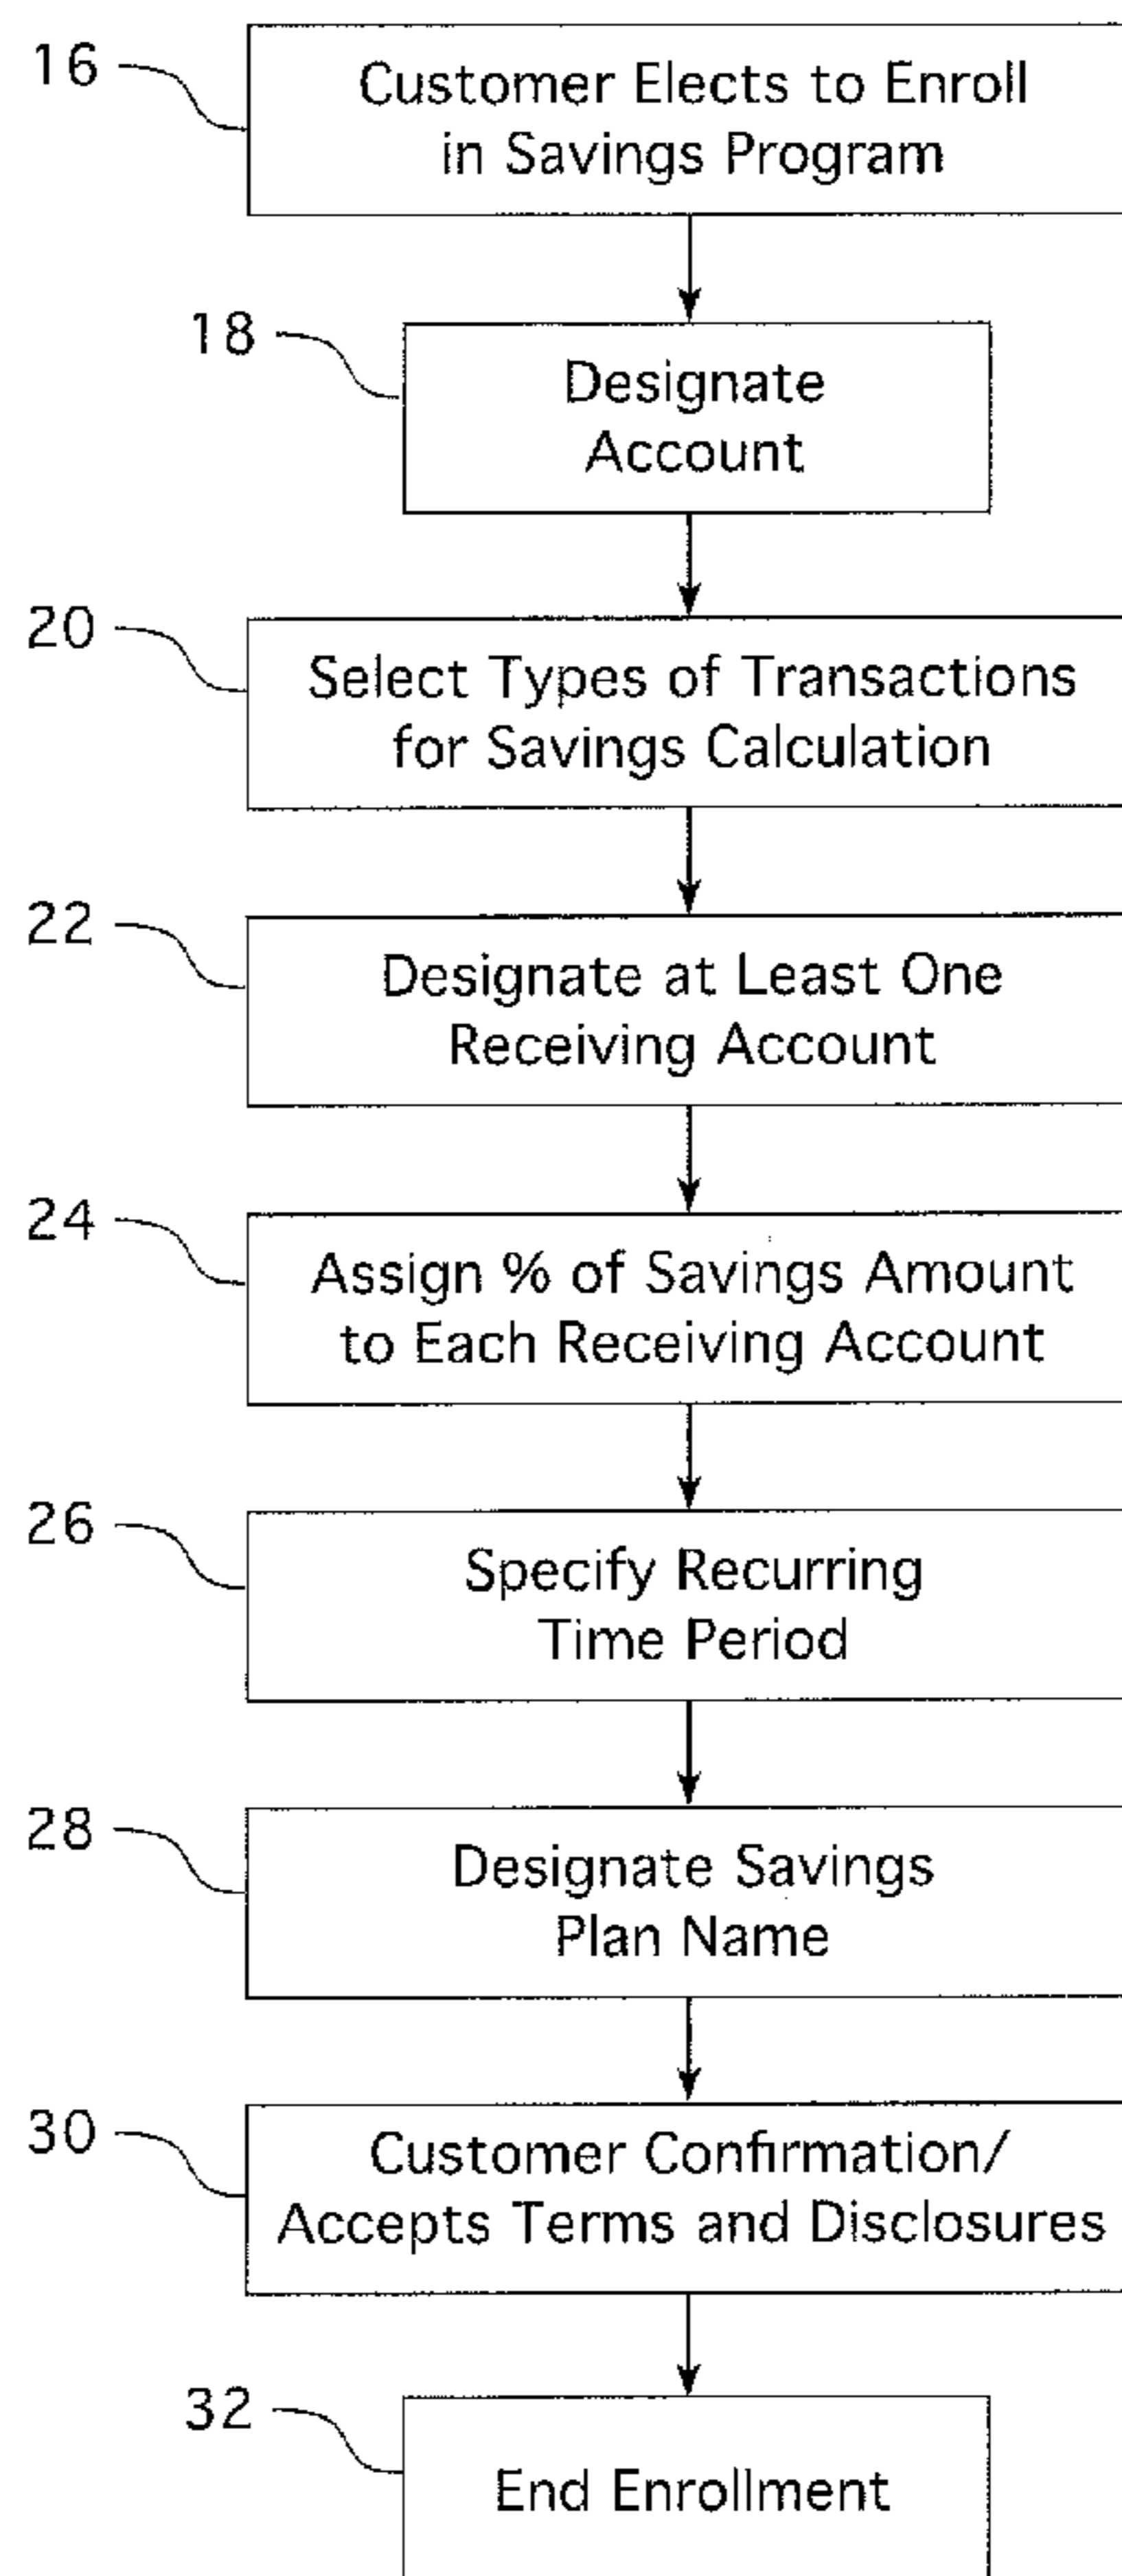 16
Customer Elects to Enroll
in Savings Program
18
Designate
Account
20
Select Types of Transactions
for Savings Calculation
22
Designate at Least One
Receiving Account
24
Assign % of Savings Amount
to Each Receiving Account
26
Specify Recurring
Time Period
28
Designate Savings
Plan Name
30
Customer Confirmation/
Accepts Terms and Disclosures
32
End Enrollment